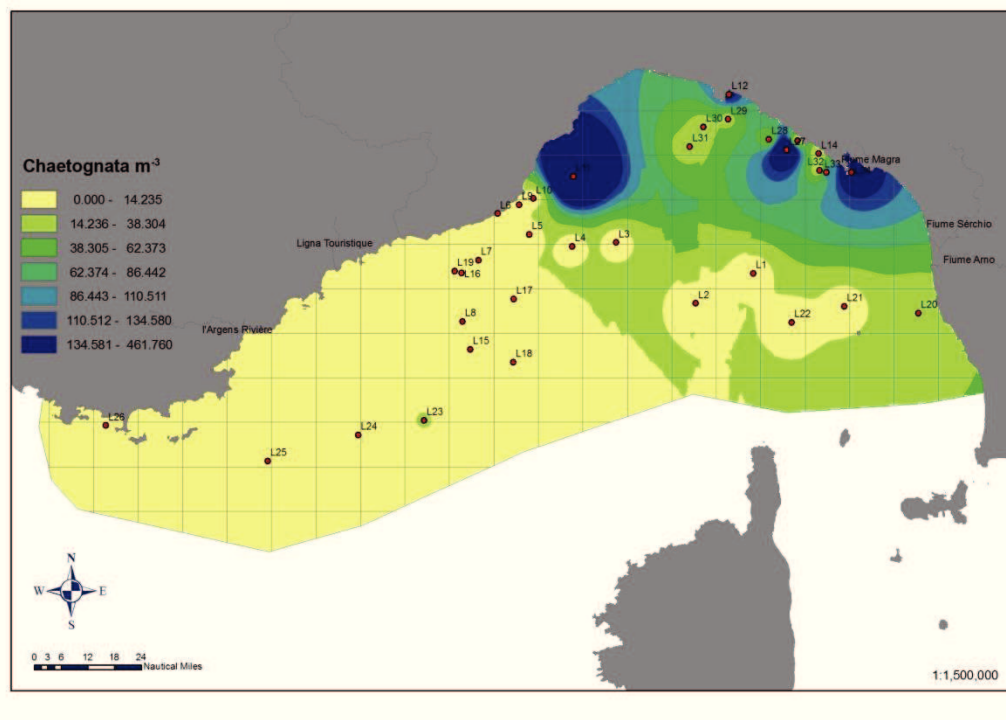 Chaetognata m-3
0.000 - 14.235
14.236 - 38.304
38.305 - 62.373
62.374 - 86.442
86.443 - 110.511
110.512 - 134.580
134.581 - 461.760
L12
L29
L30
L31
L28
L14
L32
L33
Fiume Magra
L10
L9
L6
L5
L4
L3
Fiume Sérchio
Fiume Arno
Ligna Touristique
L7
L19
L16
L1
L17
L2
L21
L22
L20
L8
l'Argens Rivière
L15
L18
L23
L26
L24
L25
N
W
E
S
0 3 6 12 18 24
Nautical Miles
1:1,500,000